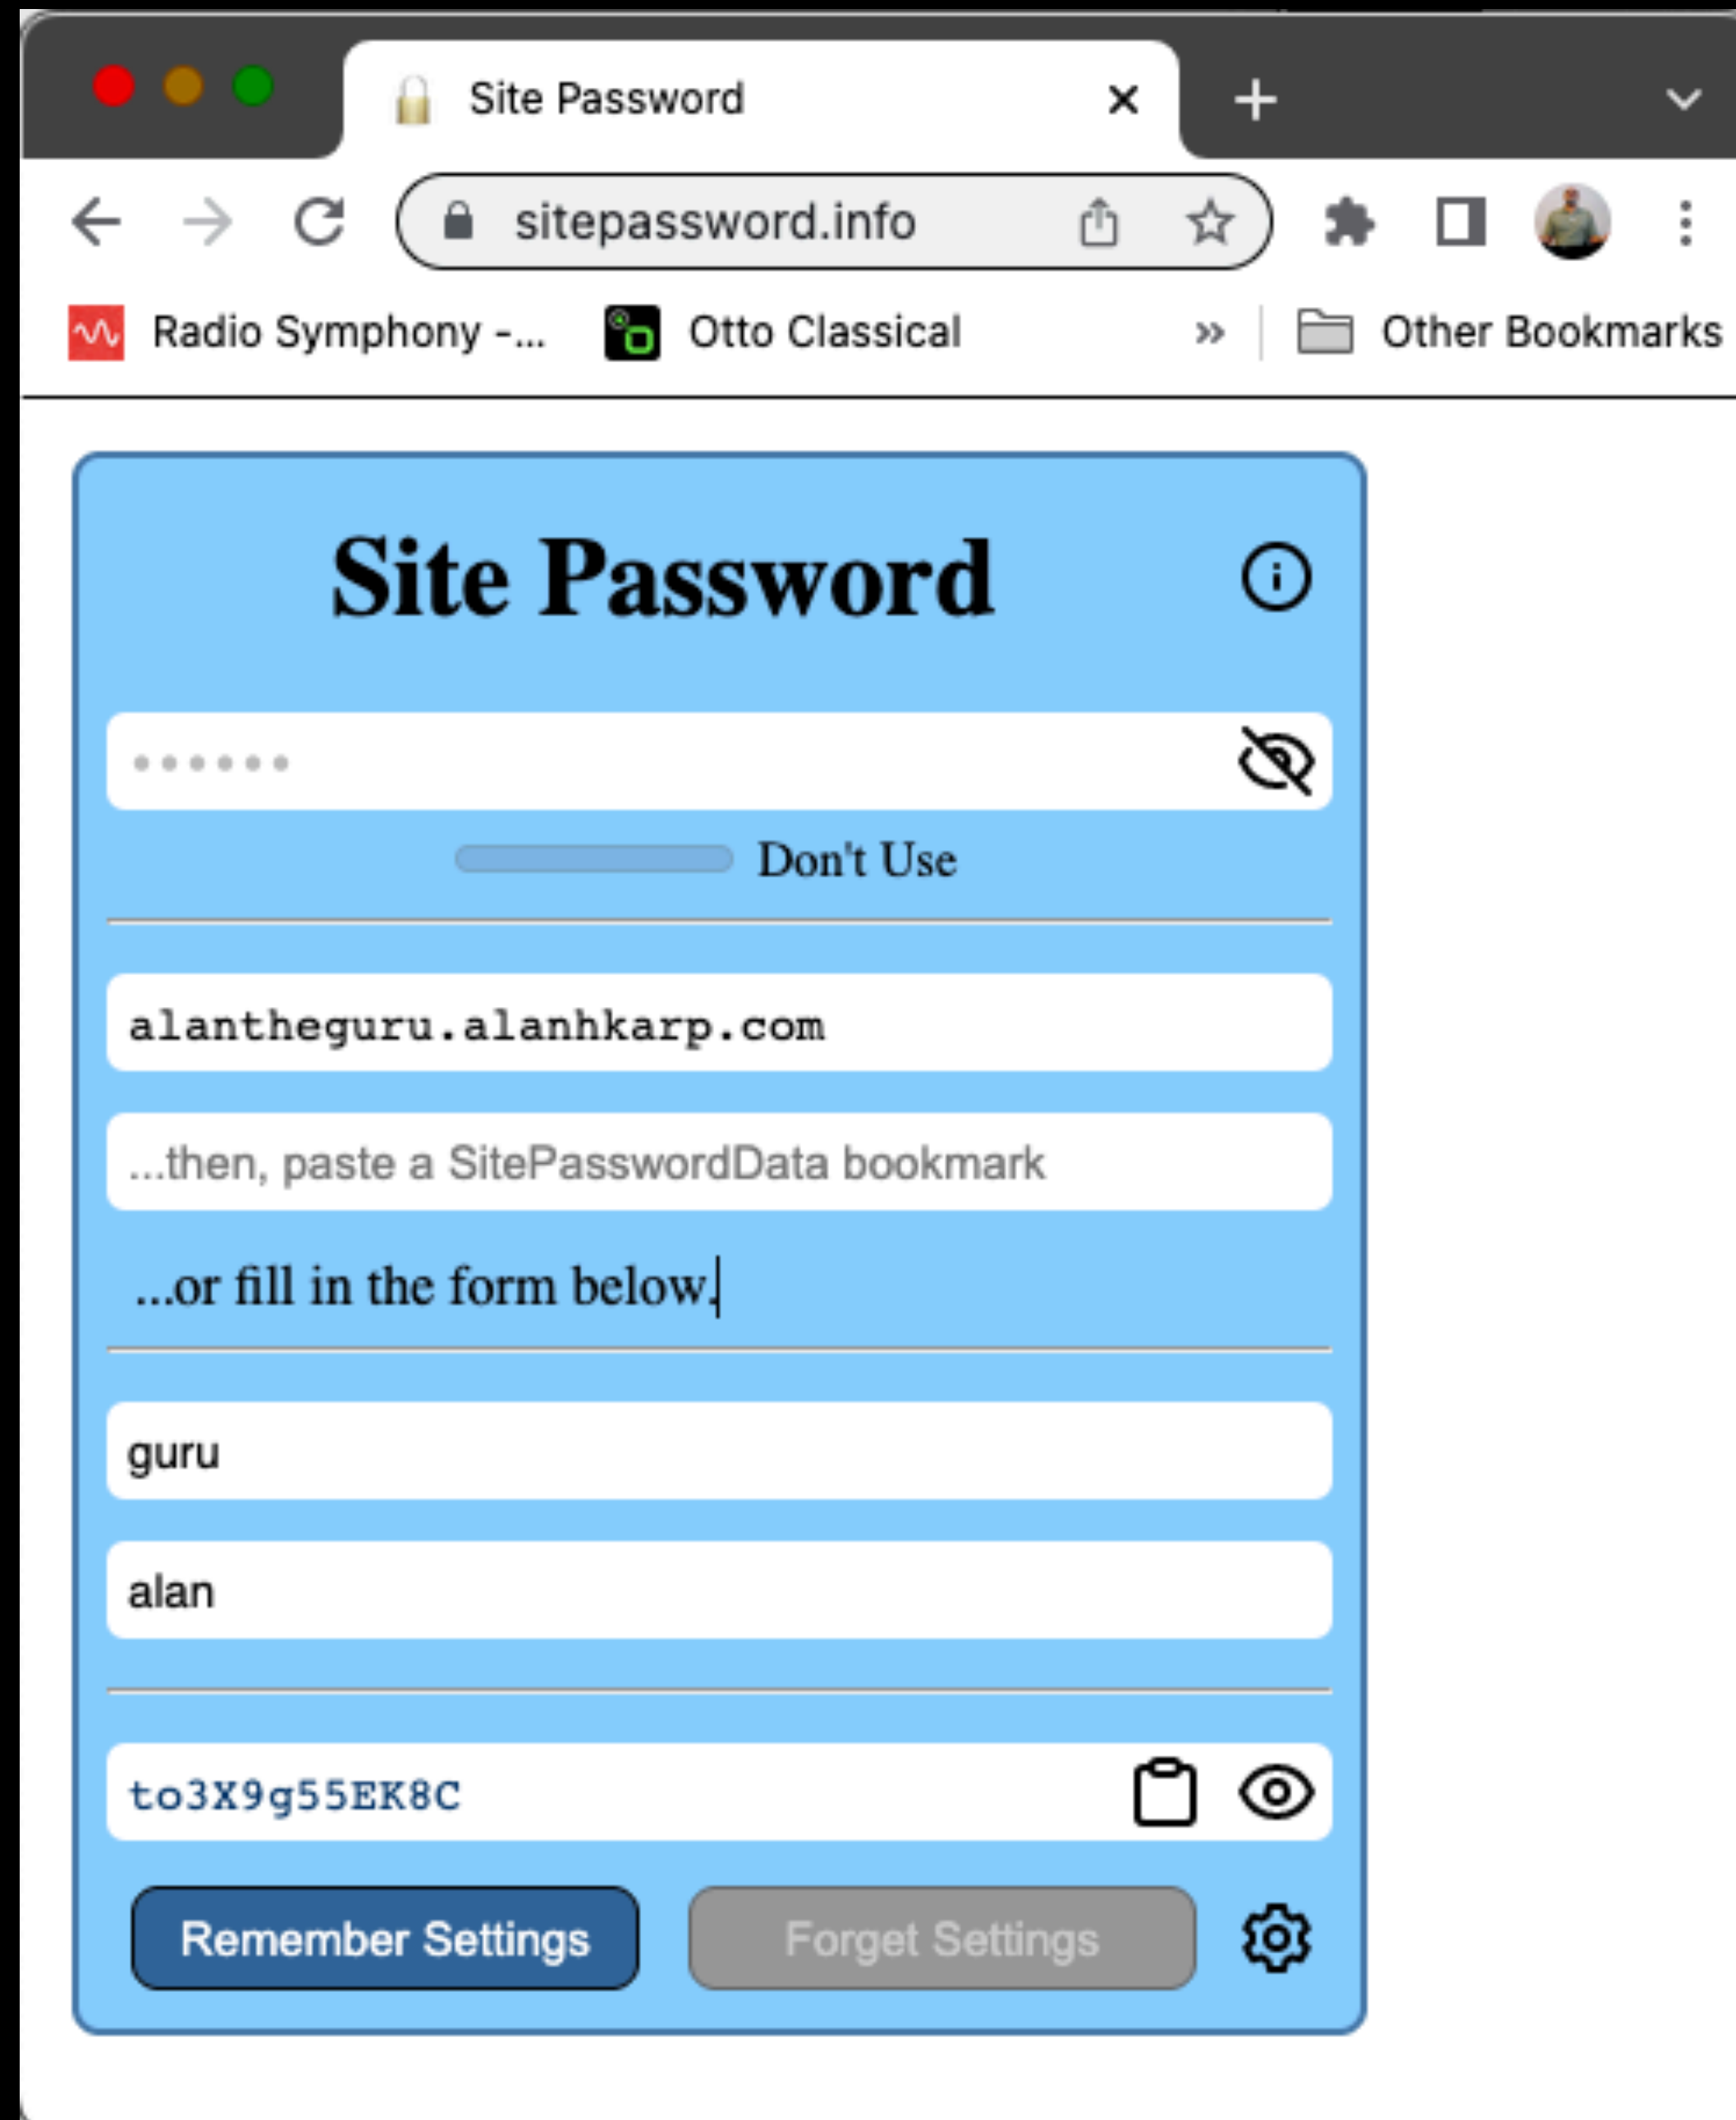 Site Password
sitepassword.info
Radio Symphony -...
Otto Classical
»
Other Bookmarks
Site Password
••••••
Don't Use
alantheguru.alanhkarp.com
...then, paste a SitePasswordData bookmark
...or fill in the form below.
guru
alan
to3X9g55EK8C
Remember Settings
Forget Settings